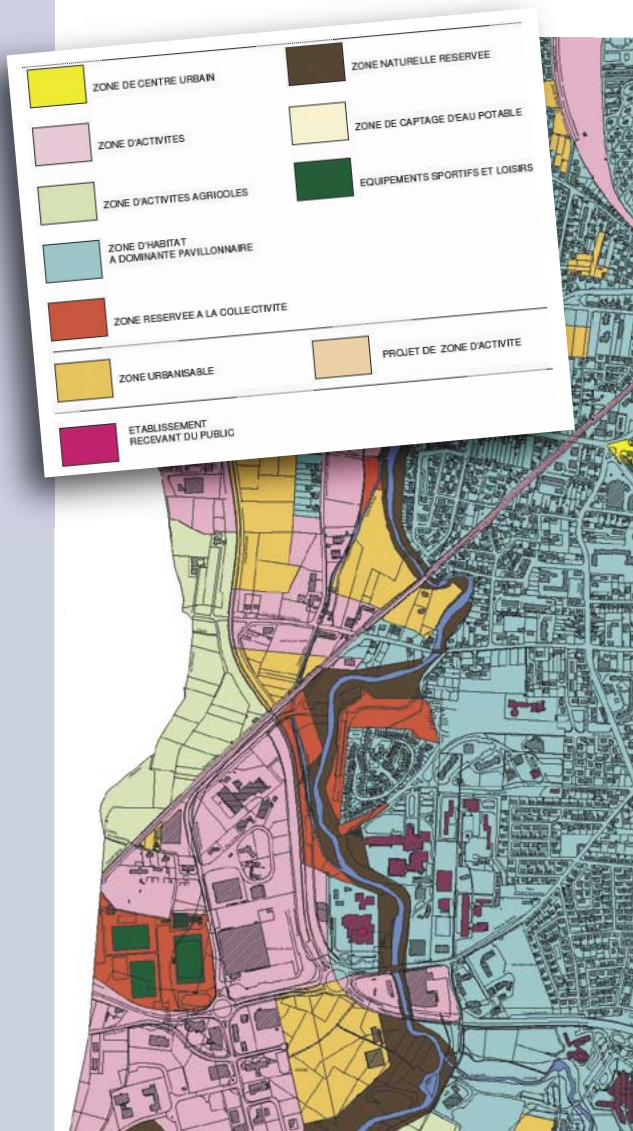 ZONE DE CENTRE URBAIN
ZONE D'ACTIVITES
ZONE D'ACTIVITES AGRICOLES
ZONE D'HABITAT
A DOMINANTE PAVILLONNAIRE
ZONE RESERVEE A LA COLLECTIVITE
ZONE NATURELLE RESERVEE
ZONE DE CAPTAGE D'EAU POTABLE
EQUIPEMENTS SPORTIFS ET LOISIRS
ZONE URBANISABLE
PROJET DE ZONE D'ACTIVITE
ETABLISSEMENT
RECEVANT DU PUBLIC